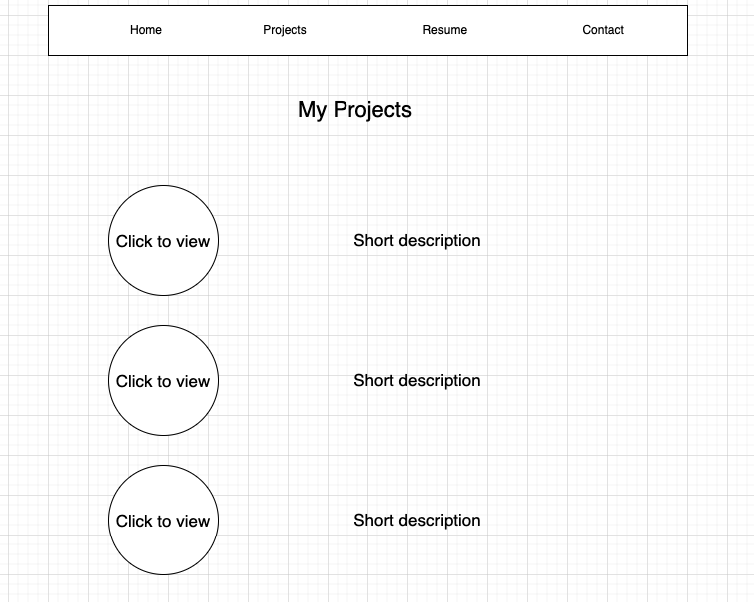 Home Projects Resume Contact
My Projects
Click to view Short description
Click to view Short description
Click to view Short description